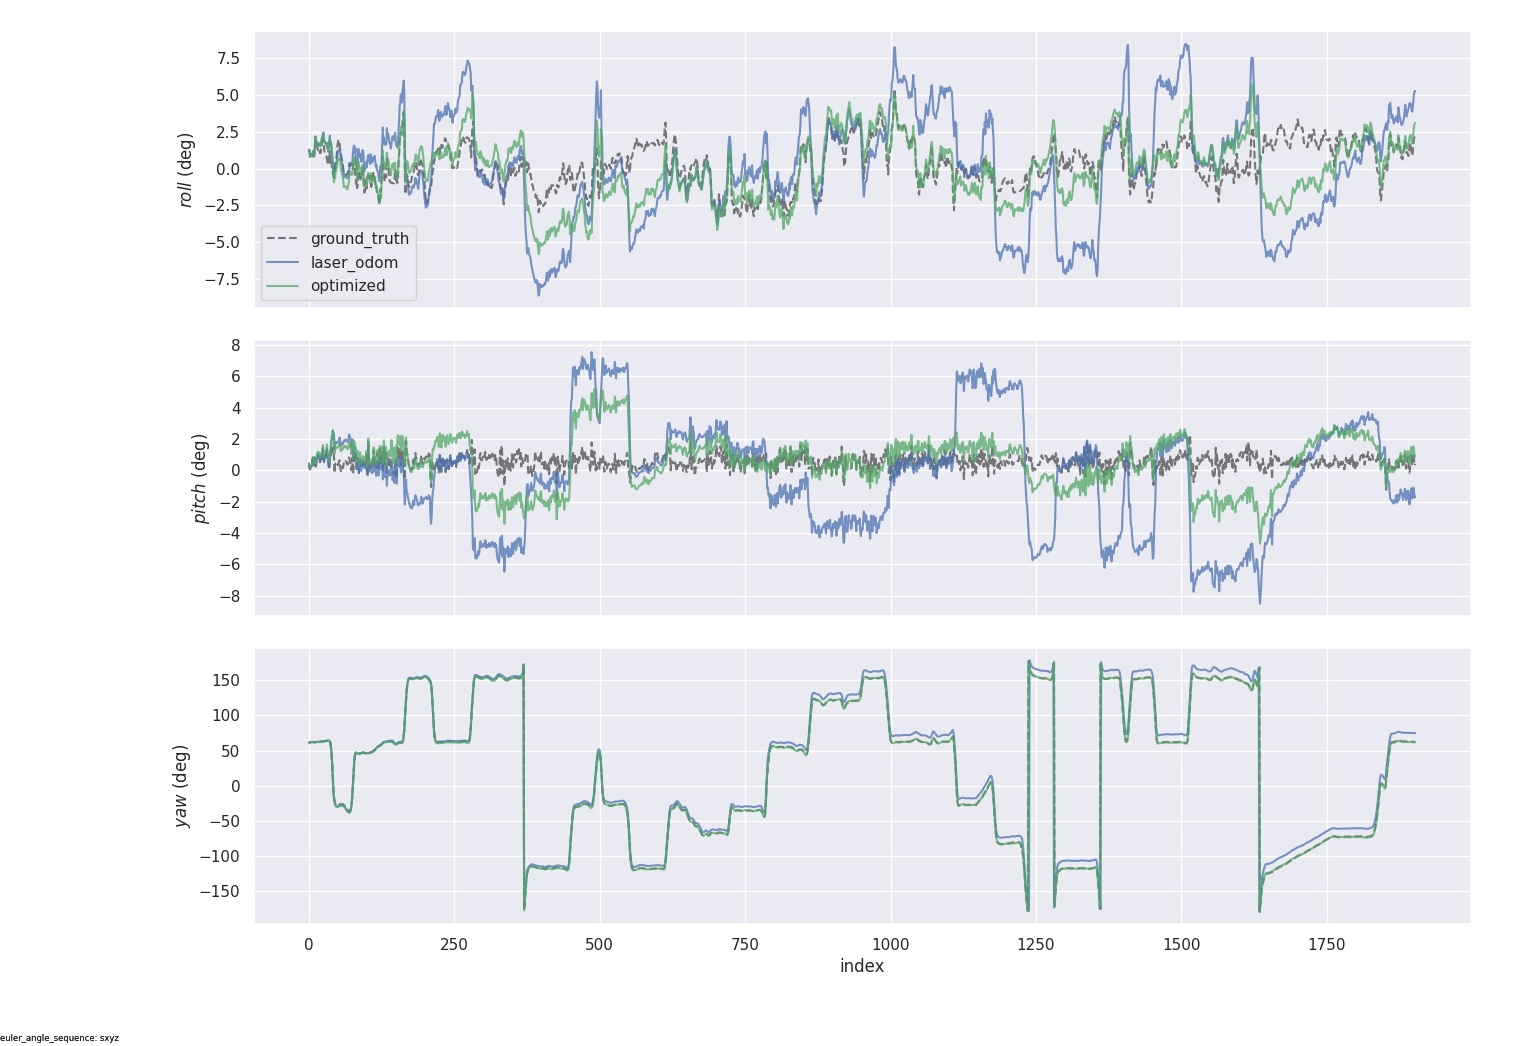 7.5
5.0
2.5
0.0
−2.5
−5.0
−7.5
roll (deg)
ground_truth
laser_odom
optimized
8
6
4
2
0
−2
−4
−6
−8
pitch (deg)
150
100
50
0
−50
−100
−150
yaw (deg)
0 250 500 750 1000 1250 1500 1750
index
euler_angle_sequence: sxyz